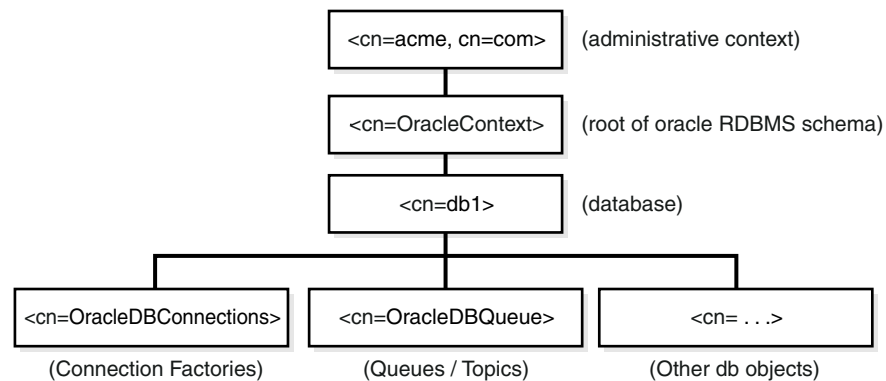 <cn=acme, cn=com> (administrative context)
<cn=OracleContext> (root of oracle RDBMS schema)
<cn=db1> (database)
<cn=OracleDBConnections> <cn=OracleDBQueue> <cn= . . .>
(Connection Factories) (Queues / Topics) (Other db objects)